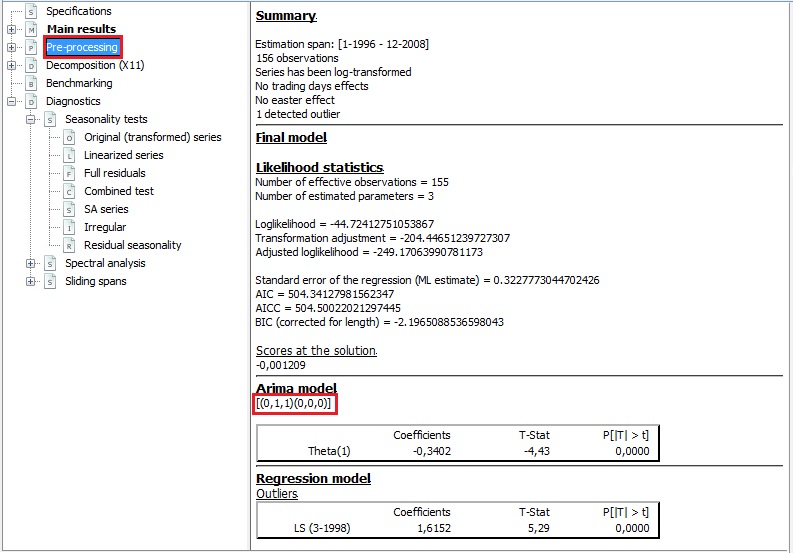 Specifications
Main results
Pre-processing
Decomposition (X11)
Benchmarking
Diagnostics
Seasonality tests
Original (transformed) series
Linearized series
Full residuals
Combined test
SA series
Irregular
Residual seasonality
Spectral analysis
Sliding spans
Summary
Estimation span: [1-1996 - 12-2008]
156 observations
Series has been log-transformed
No trading days effects
No easter effect
1 detected outlier
Final model
Likelihood statistics
Number of effective observations = 155
Number of estimated parameters = 3
Loglikelihood = -44.72412751053867
Transformation adjustment = -204.44651239727307
Adjusted loglikelihood = -249.17063990781173
Standard error of the regression (ML estimate) = 0.3227773044702426
AIC = 504.34127981562347
AICC = 504.50022021297445
BIC (corrected for length) = -2.1965088536598043
Scores at the solution
-0,001209
Arima model
[(0,1,1)(0,0,0)]
Coefficients T-Stat P[|T| > t]
Theta(1) -0,3402 -4,43 0,0000
Regression model
Outliers
Coefficients T-Stat P[|T| > t]
LS (3-1998) 1,6152 5,29 0,0000